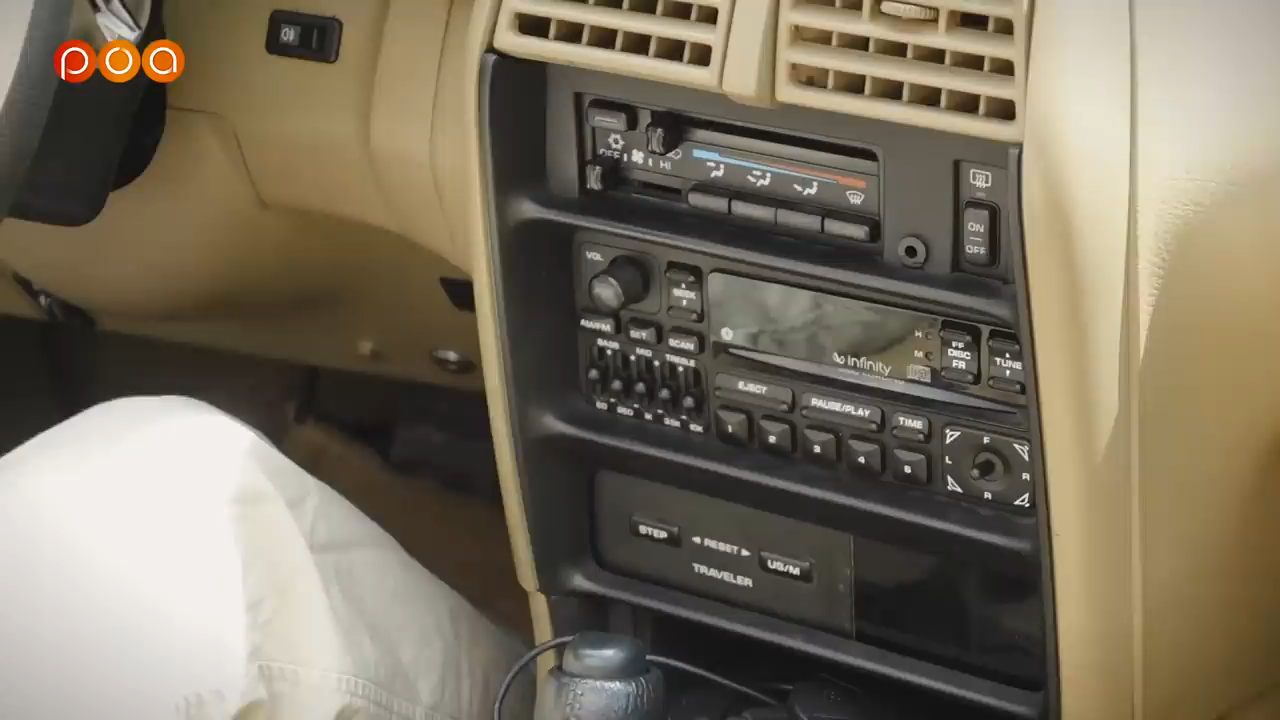 poa
OFF HI
ON
OFF
VOL
SEEK
AM/FM SET SCAN
BASS MID TREBLE
H
M
FF
DISC
FR
TUNE
Infinity
EJECT PAUSE/PLAY TIME
1 2 3 4 5
F
L R
R
STEP RESET US/M
TRAVELER